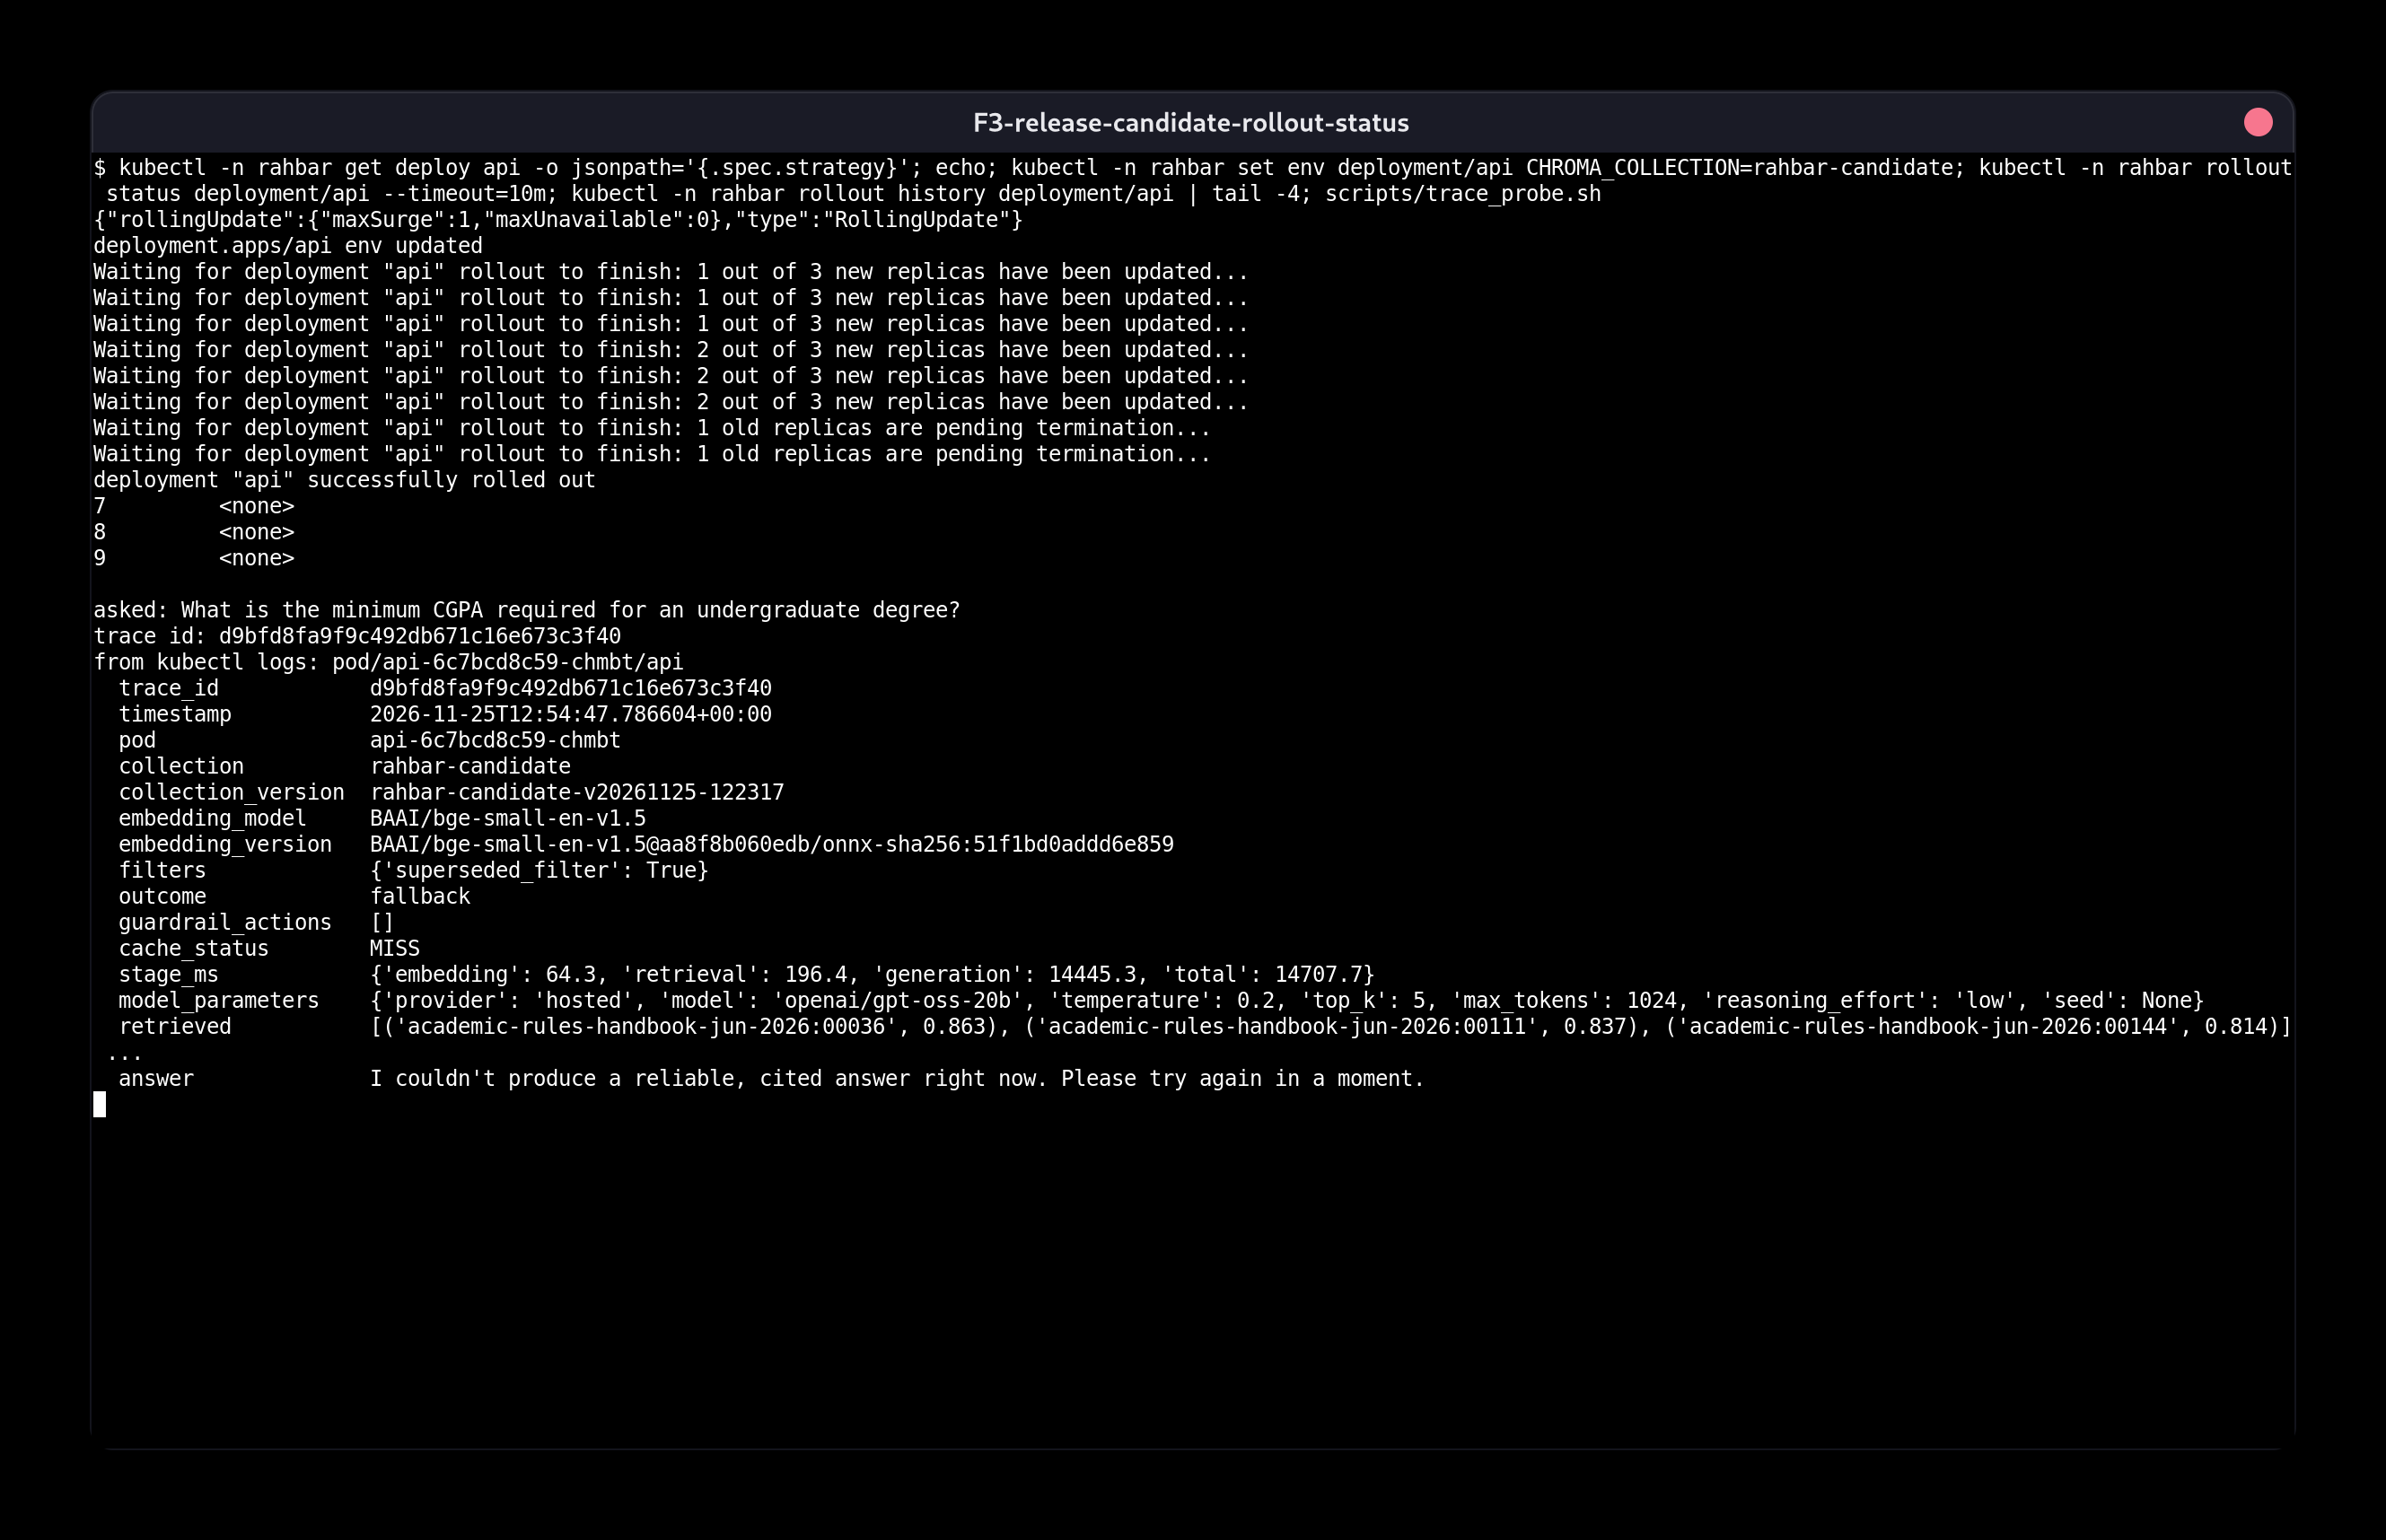 F3-release-candidate-rollout-status
$ kubectl -n rahbar get deploy api -o jsonpath='{.spec.strategy}'; echo; kubectl -n rahbar set env deployment/api CHROMA_COLLECTION=rahbar-candidate; kubectl -n rahbar rollout
 status deployment/api --timeout=10m; kubectl -n rahbar rollout history deployment/api | tail -4; scripts/trace_probe.sh
{"rollingUpdate":{"maxSurge":1,"maxUnavailable":0},"type":"RollingUpdate"}
deployment.apps/api env updated
Waiting for deployment "api" rollout to finish: 1 out of 3 new replicas have been updated...
Waiting for deployment "api" rollout to finish: 1 out of 3 new replicas have been updated...
Waiting for deployment "api" rollout to finish: 1 out of 3 new replicas have been updated...
Waiting for deployment "api" rollout to finish: 2 out of 3 new replicas have been updated...
Waiting for deployment "api" rollout to finish: 2 out of 3 new replicas have been updated...
Waiting for deployment "api" rollout to finish: 2 out of 3 new replicas have been updated...
Waiting for deployment "api" rollout to finish: 1 old replicas are pending termination...
Waiting for deployment "api" rollout to finish: 1 old replicas are pending termination...
deployment "api" successfully rolled out
7         <none>
8         <none>
9         <none>

asked: What is the minimum CGPA required for an undergraduate degree?
trace id: d9bfd8fa9f9c492db671c16e673c3f40
from kubectl logs: pod/api-6c7bcd8c59-chmbt/api
  trace_id            d9bfd8fa9f9c492db671c16e673c3f40
  timestamp           2026-11-25T12:54:47.786604+00:00
  pod                 api-6c7bcd8c59-chmbt
  collection          rahbar-candidate
  collection_version  rahbar-candidate-v20261125-122317
  embedding_model     BAAI/bge-small-en-v1.5
  embedding_version   BAAI/bge-small-en-v1.5@aa8f8b060edb/onnx-sha256:51f1bd0addd6e859
  filters             {'superseded_filter': True}
  outcome             fallback
  guardrail_actions   []
  cache_status        MISS
  stage_ms            {'embedding': 64.3, 'retrieval': 196.4, 'generation': 14445.3, 'total': 14707.7}
  model_parameters    {'provider': 'hosted', 'model': 'openai/gpt-oss-20b', 'temperature': 0.2, 'top_k': 5, 'max_tokens': 1024, 'reasoning_effort': 'low', 'seed': None}
  retrieved           [('academic-rules-handbook-jun-2026:00036', 0.863), ('academic-rules-handbook-jun-2026:00111', 0.837), ('academic-rules-handbook-jun-2026:00144', 0.814)]
 ...
  answer              I couldn't produce a reliable, cited answer right now. Please try again in a moment.